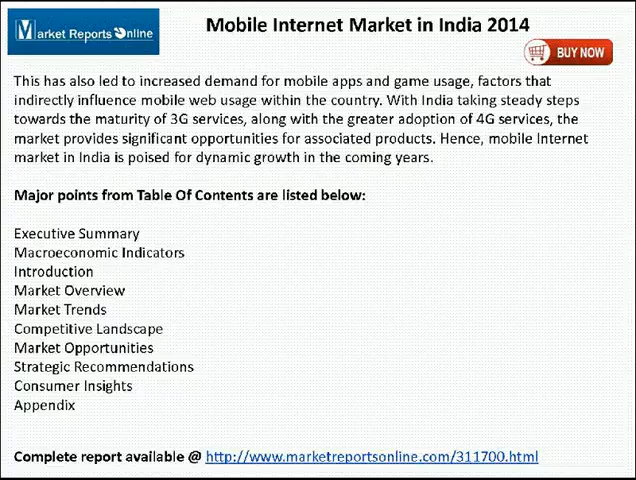 Market Reports Online
Mobile Internet Market in India 2014
BUY NOW
This has also led to increased demand for mobile apps and game usage, factors that
indirectly influence mobile web usage within the country. With India taking steady steps
towards the maturity of 3G services, along with the greater adoption of 4G services, the
market provides significant opportunities for associated products. Hence, mobile Internet
market in India is poised for dynamic growth in the coming years.
Major points from Table Of Contents are listed below:
Executive Summary
Macroeconomic Indicators
Introduction
Market Overview
Market Trends
Competitive Landscape
Market Opportunities
Strategic Recommendations
Consumer Insights
Appendix
Complete report available @ http://www.marketreportsonline.com/311700.html